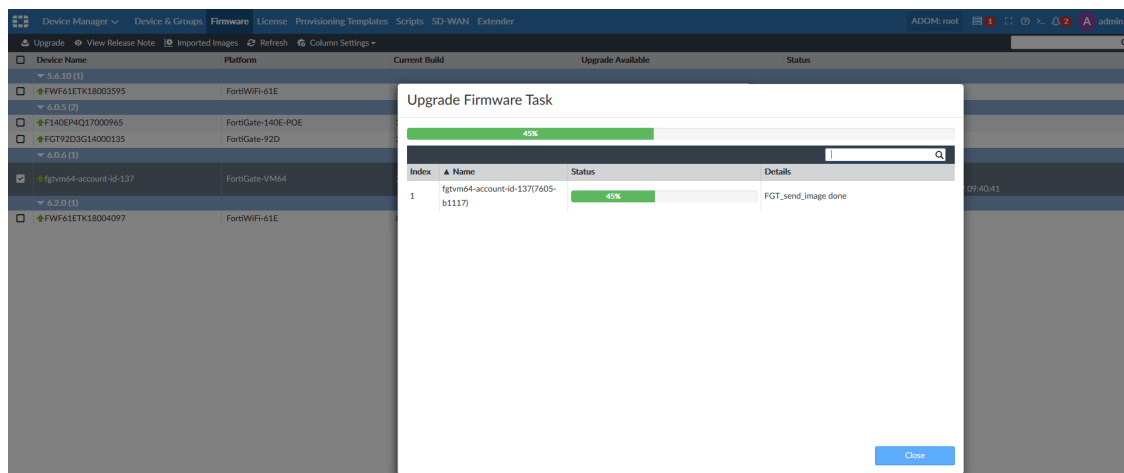 Device Manager Device & Groups Firmware License Provisioning Templates Scripts SD-WAN Extender ADOM: root 1 2 A admin
Upgrade View Release Note Imported Images Refresh Column Settings
Device Name Platform Current Build Upgrade Available Status
5.6.10 (1)
FWF61ETK18003595 FortiWiFi-61E
6.0.5 (2)
F140EP4Q17000965 FortiGate-140E-POE
FGT92D3G14000135 FortiGate-92D
6.0.6 (1)
fgtvm64-account-id-137 FortiGate-VM64 09:40:41
6.2.0 (1)
FWF61ETK18004097 FortiWiFi-61E
Upgrade Firmware Task
45%
Index Name Status Details
1 fgtvm64-account-id-137(7605-
b1117) 45% FGT_send_image done
Close